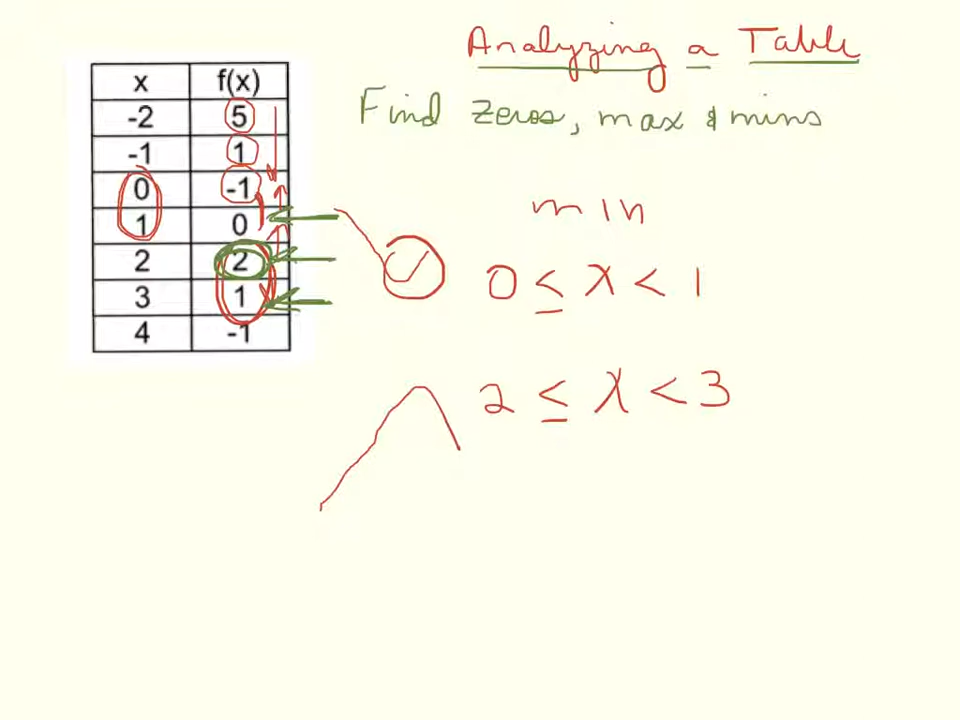 Analyzing a Table
Find zeros, max & mins
x f(x)
-2 5
-1 1
0 -1
1 0
2 2
3 1
4 -1
min
0 ≤ x < 1
2 ≤ x < 3